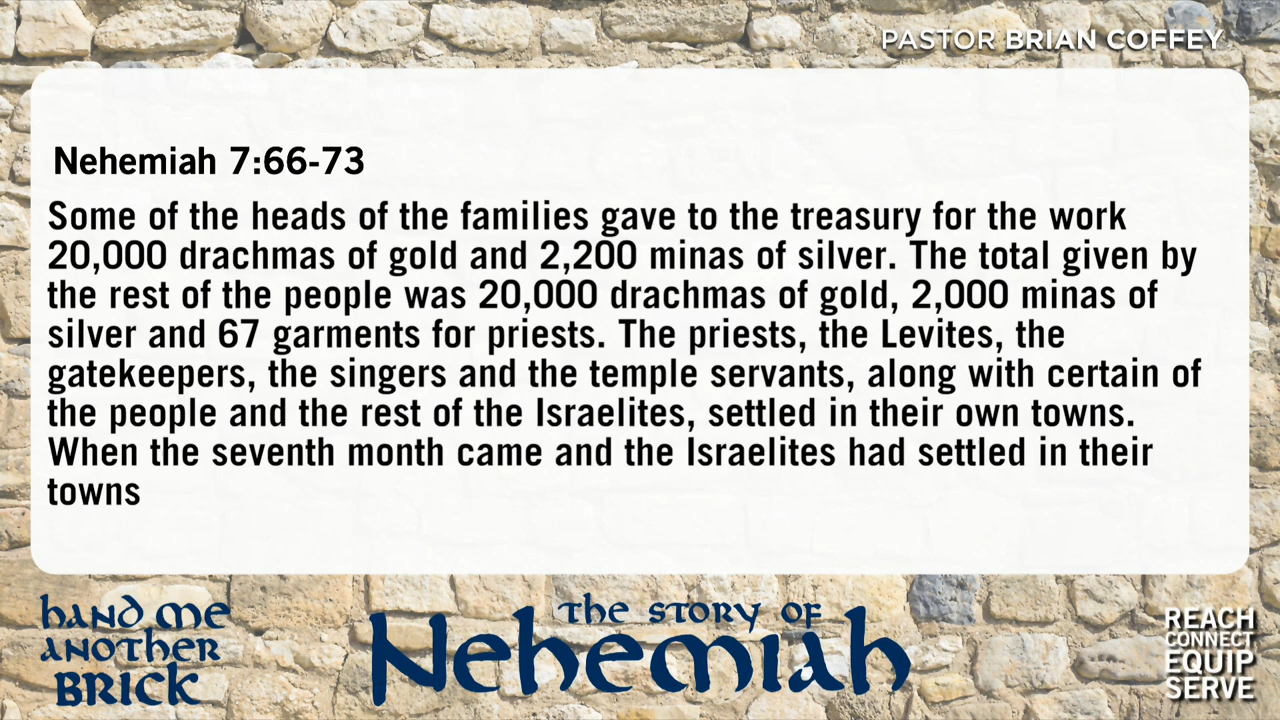 PASTOR BRIAN COFFEY
Nehemiah 7:66-73
Some of the heads of the families gave to the treasury for the work
20,000 drachmas of gold and 2,200 minas of silver. The total given by
the rest of the people was 20,000 drachmas of gold, 2,000 minas of
silver and 67 garments for priests. The priests, the Levites, the
gatekeepers, the singers and the temple servants, along with certain of
the people and the rest of the Israelites, settled in their own towns.
When the seventh month came and the Israelites had settled in their
towns
hand me
another
brick
the story of
Nehemiah
REACH
CONNECT
EQUIP
SERVE